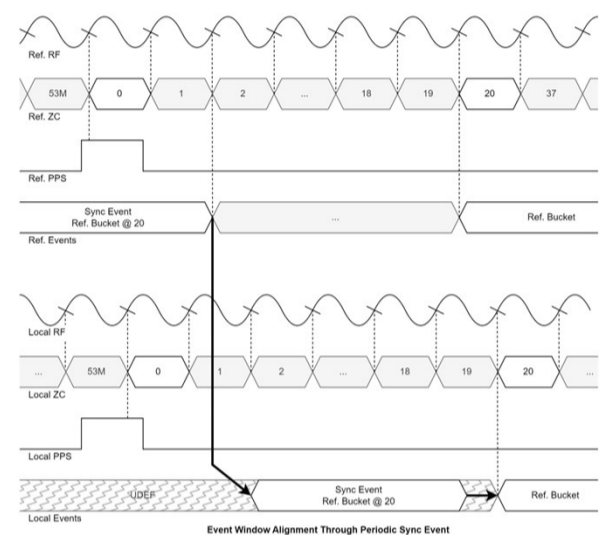 Ref. RF
53M 0 1 2 ... 18 19 20 37
Ref. ZC
Ref. PPS
Sync Event
Ref. Bucket @ 20
...
Ref. Bucket
Ref. Events
Local RF
... 53M 0 1 2 ... 18 19 20 ...
Local ZC
Local PPS
UDEF
Sync Event
Ref. Bucket @ 20
Ref. Bucket
Local Events
Event Window Alignment Through Periodic Sync Event